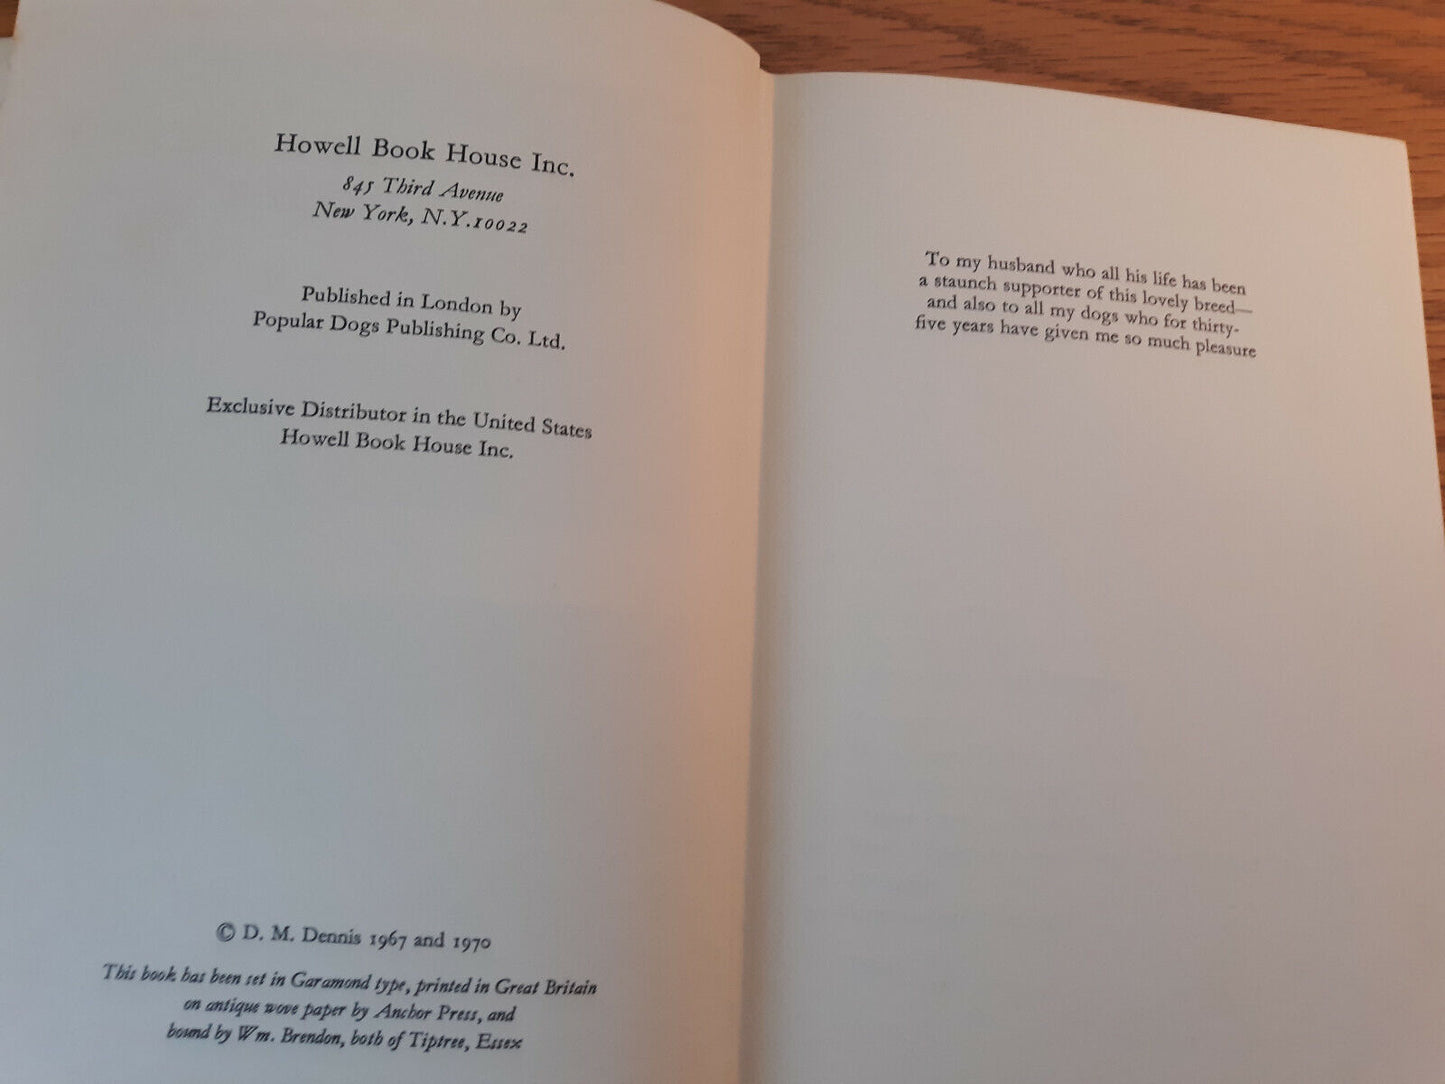 Howell Book House Inc.
845 Third Avenue
New York, N.Y.10022
Published in London by
Popular Dogs Publishing Co. Ltd.
Exclusive Distributor in the United States
Howell Book House Inc.
© D. M. Dennis 1967 and 1970
This book has been set in Garamond type, printed in Great Britain
on antique wove paper by Anchor Press, and
bound by Wm. Brendon, both of Tiptree, Essex
To my husband who all his life has been
a staunch supporter of this lovely breed—
and also to all my dogs who for thirty-
five years have given me so much pleasure